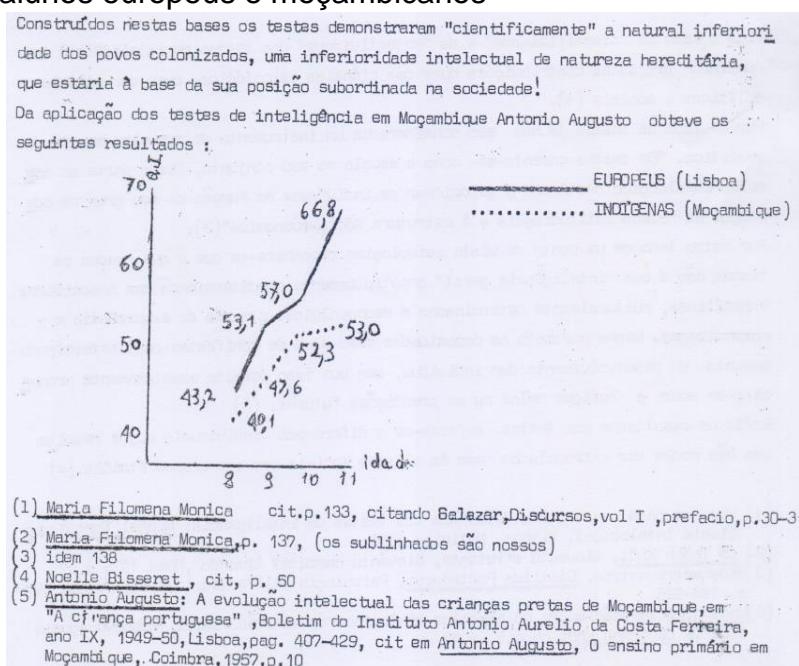 alunos europeus e moçambicanos
Construídos nestas bases os testes demonstraram "cientificamente" a natural inferiori
dade dos povos colonizados, uma inferioridade intelectual de natureza hereditária,
que estaria à base da sua posição subordinada na sociedade!
Da aplicação dos testes de inteligência em Moçambique Antonio Augusto obteve os
seguintes resultados :
70
60
50
40
66,8
57,0
53,1
43,2
53,0
52,3
47,6
40,1
8 9 10 11
idade
EUROPEUS (Lisboa)
INDÍGENAS (Moçambique)
(1) Maria Filomena Monica cit.p.133, citando Salazar,Discursos,vol I ,prefacio,p.30-3
(2) Maria Filomena Monica,p. 137, (os sublinhados são nossos)
(3) idem 138
(4) Noelle Bisseret , cit, p. 50
(5) Antonio Augusto: A evolução intelectual das crianças pretas de Moçambique,em
"A criança portuguesa" ,Boletim do Instituto Antonio Aurelio da Costa Ferreira,
ano IX, 1949-50,Lisboa,pag. 407-429, cit em Antonio Augusto, O ensino primário em
Moçambique, Coimbra,1957,p.10